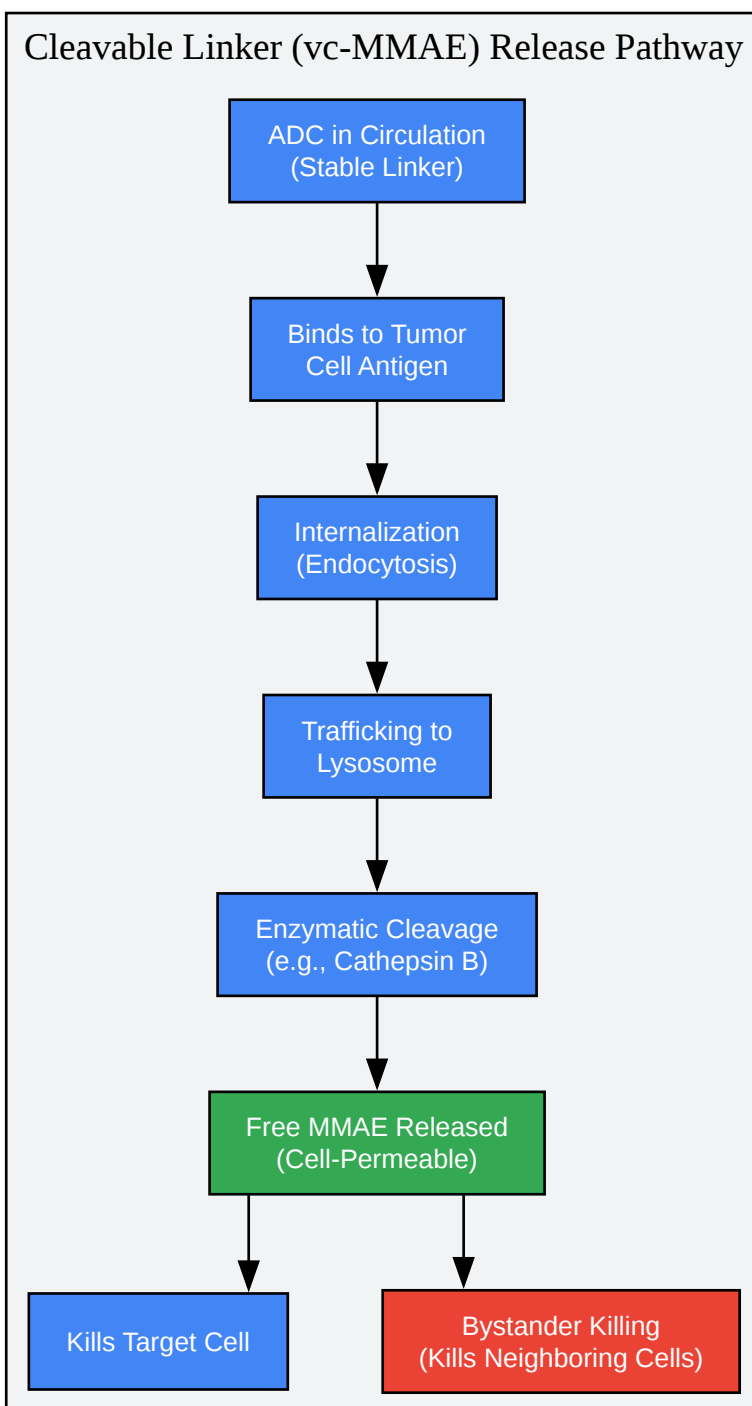 Cleavable Linker (vc-MMAE) Release Pathway
ADC in Circulation
(Stable Linker)
Binds to Tumor
Cell Antigen
Internalization
(Endocytosis)
Trafficking to
Lysosome
Enzymatic Cleavage
(e.g., Cathepsin B)
Free MMAE Released
(Cell-Permeable)
Kills Target Cell
Bystander Killing
(Kills Neighboring Cells)